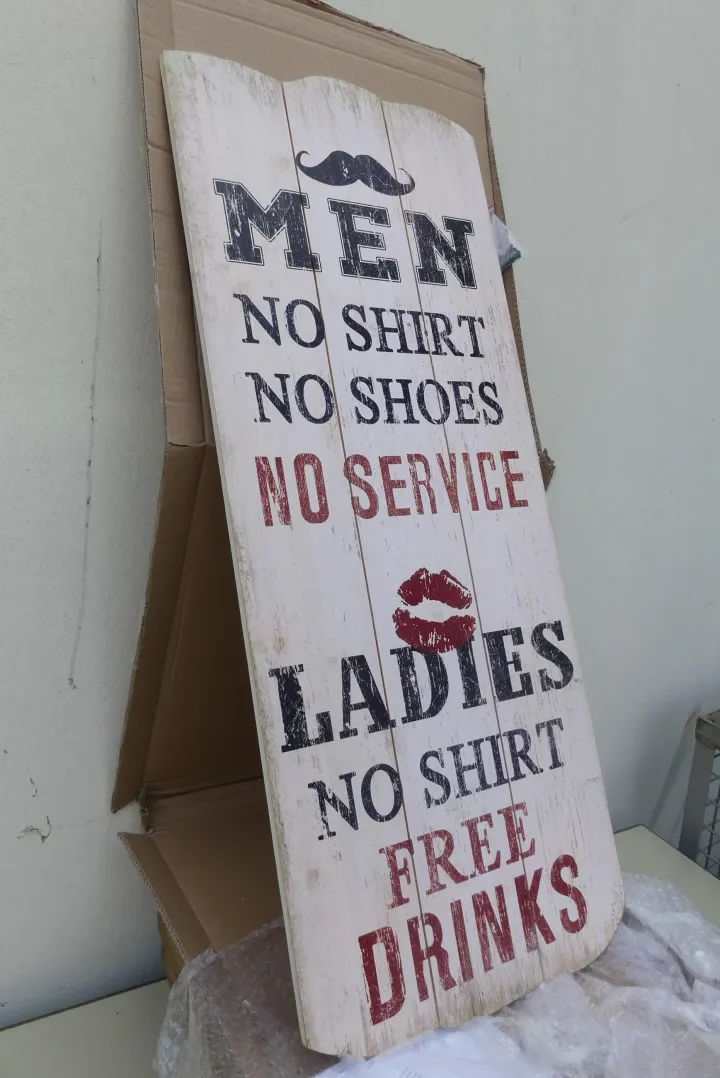 MEN
NO SHIRT
NO SHOES
NO SERVICE
LADIES
NO SHIRT
FREE
DRINKS